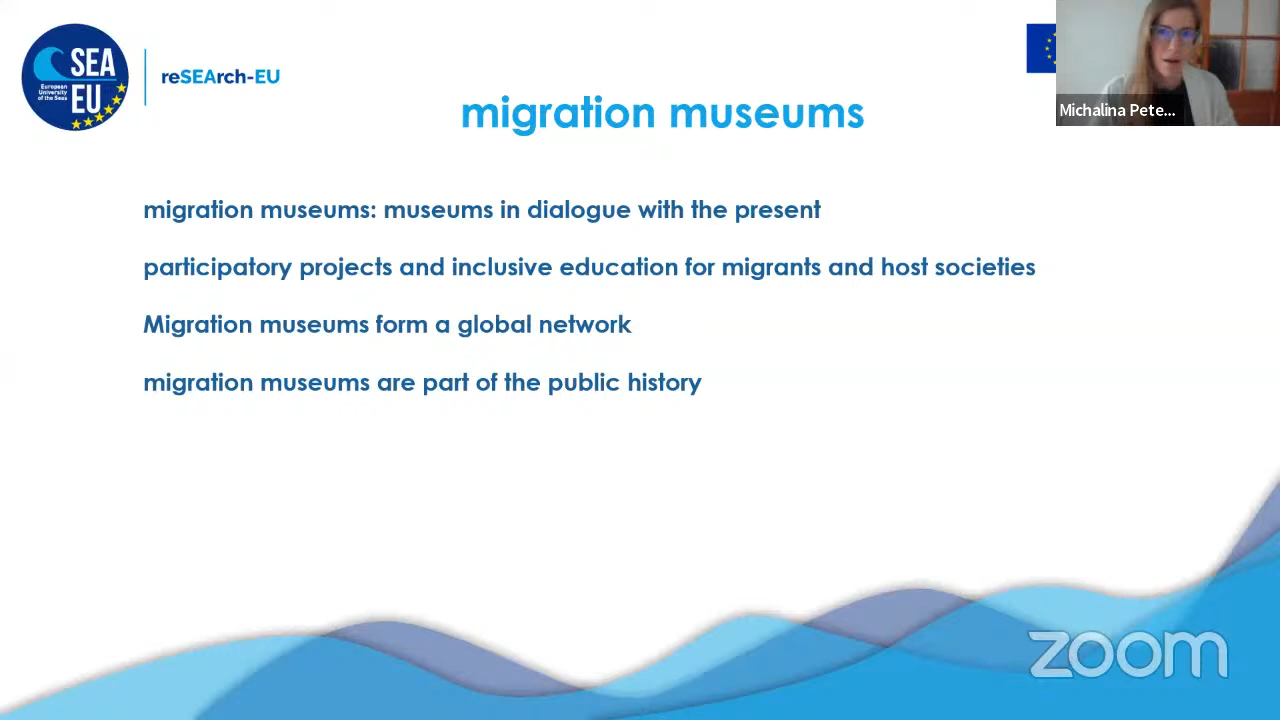 SEA
EU
European
University
of the Seas
reSEArch-EU
migration museums
Michalina Pete...
migration museums: museums in dialogue with the present
participatory projects and inclusive education for migrants and host societies
Migration museums form a global network
migration museums are part of the public history
zoom